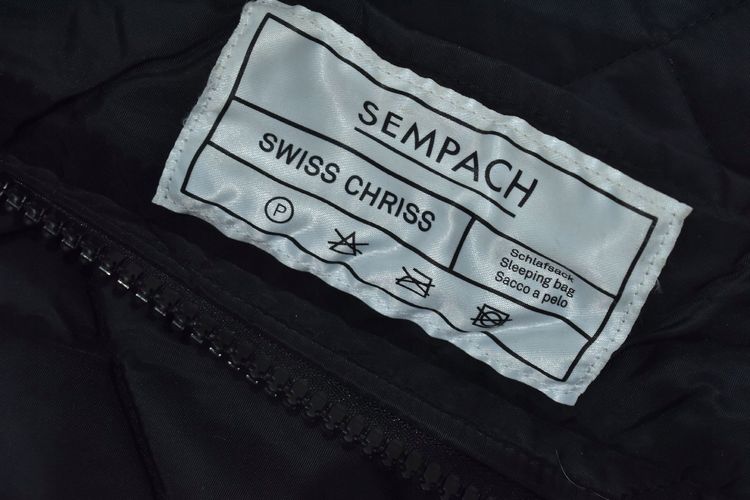 SEMPACH
SWISS CHRISS
Schlafsack
Sleeping bag
Sacco a pelo
P